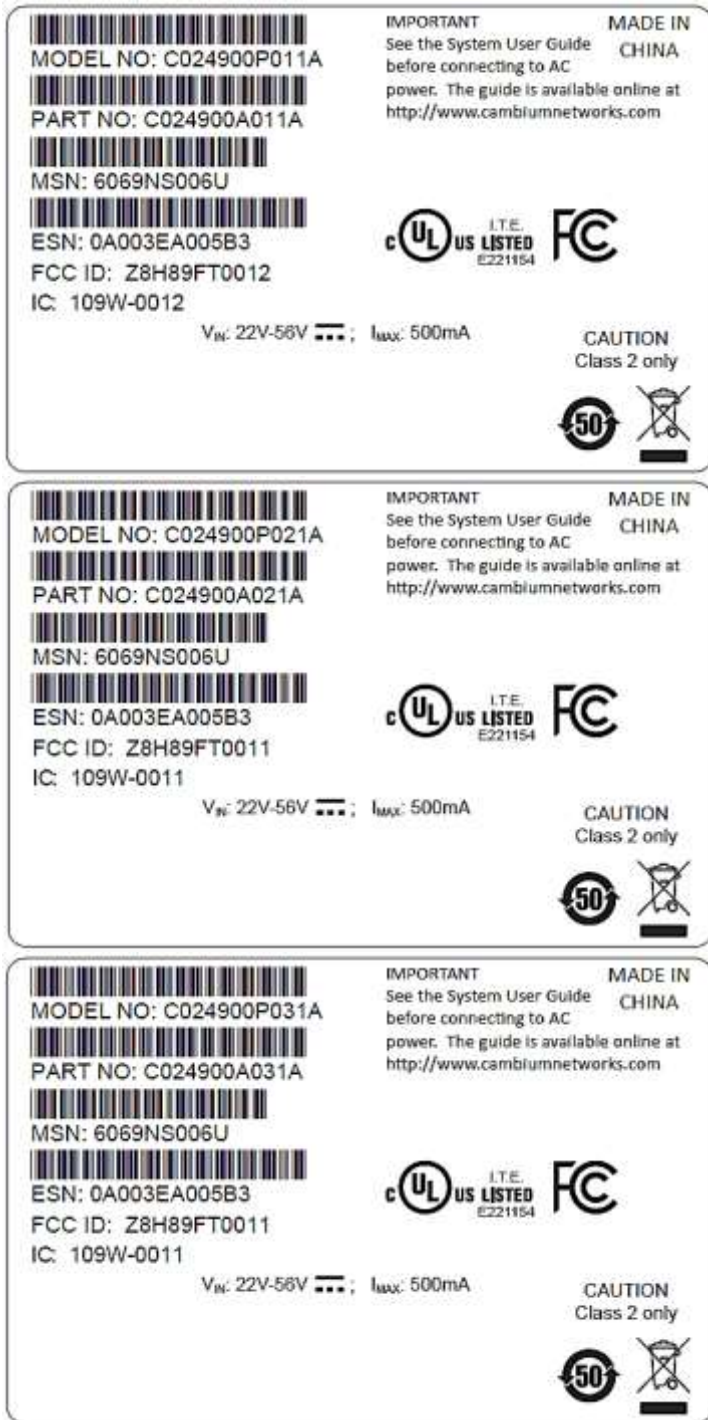 MODEL NO: C024900P011A
PART NO: C024900A011A
MSN: 6069NS006U
ESN: 0A003EA005B3
FCC ID: Z8H89FT0012
IC: 109W-0012
IMPORTANT
See the System User Guide
before connecting to AC
power. The guide is available online at
http://www.cambiumnetworks.com
MADE IN
CHINA
C UL US LISTED
I.T.E.
E221154
FC
VIN: 22V-56V ; IMAX: 500mA
CAUTION
Class 2 only
50
MODEL NO: C024900P021A
PART NO: C024900A021A
MSN: 6069NS006U
ESN: 0A003EA005B3
FCC ID: Z8H89FT0011
IC: 109W-0011
IMPORTANT
See the System User Guide
before connecting to AC
power. The guide is available online at
http://www.cambiumnetworks.com
MADE IN
CHINA
C UL US LISTED
I.T.E.
E221154
FC
VIN: 22V-56V ; IMAX: 500mA
CAUTION
Class 2 only
50
MODEL NO: C024900P031A
PART NO: C024900A031A
MSN: 6069NS006U
ESN: 0A003EA005B3
FCC ID: Z8H89FT0011
IC: 109W-0011
IMPORTANT
See the System User Guide
before connecting to AC
power. The guide is available online at
http://www.cambiumnetworks.com
MADE IN
CHINA
C UL US LISTED
I.T.E.
E221154
FC
VIN: 22V-56V ; IMAX: 500mA
CAUTION
Class 2 only
50